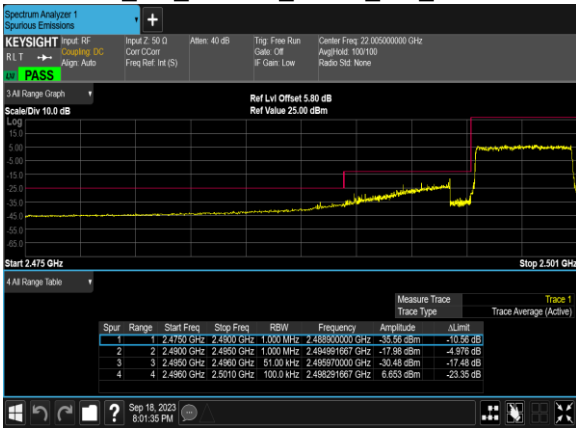 Spectrum Analyzer 1
Spurious Emissions
KEYSIGHT Input: RF Input Z: 50 Ω Atten: 40 dB Trig: Free Run Center Freq: 22.005000000 GHz
RLT Coupling: DC Corr CCorr Gate: Off Avg|Hold: 100/100
Align: Auto Freq Ref: Int (S) IF Gain: Low Radio Std: None
PASS
3 All Range Graph
Ref Lvl Offset 5.80 dB
Scale/Div 10.0 dB Ref Value 25.00 dBm
Log
15.0
5.00
-5.00
-15.0
-25.0
-35.0
-45.0
-55.0
-65.0
Start 2.475 GHz Stop 2.501 GHz
4 All Range Table
Measure Trace Trace 1
Trace Type Trace Average (Active)
Spur Range Start Freq Stop Freq RBW Frequency Amplitude ΔLimit
1 1 2.4750 GHz 2.4900 GHz 1.000 MHz 2.488900000 GHz -35.56 dBm -10.56 dB
2 2 2.4900 GHz 2.4950 GHz 1.000 MHz 2.494991667 GHz -17.98 dBm -4.976 dB
3 3 2.4950 GHz 2.4960 GHz 51.00 kHz 2.495970000 GHz -30.48 dBm -17.48 dB
4 4 2.4960 GHz 2.5010 GHz 100.0 kHz 2.498291667 GHz 6.653 dBm -23.35 dB
Sep 18, 2023
8:01:35 PM